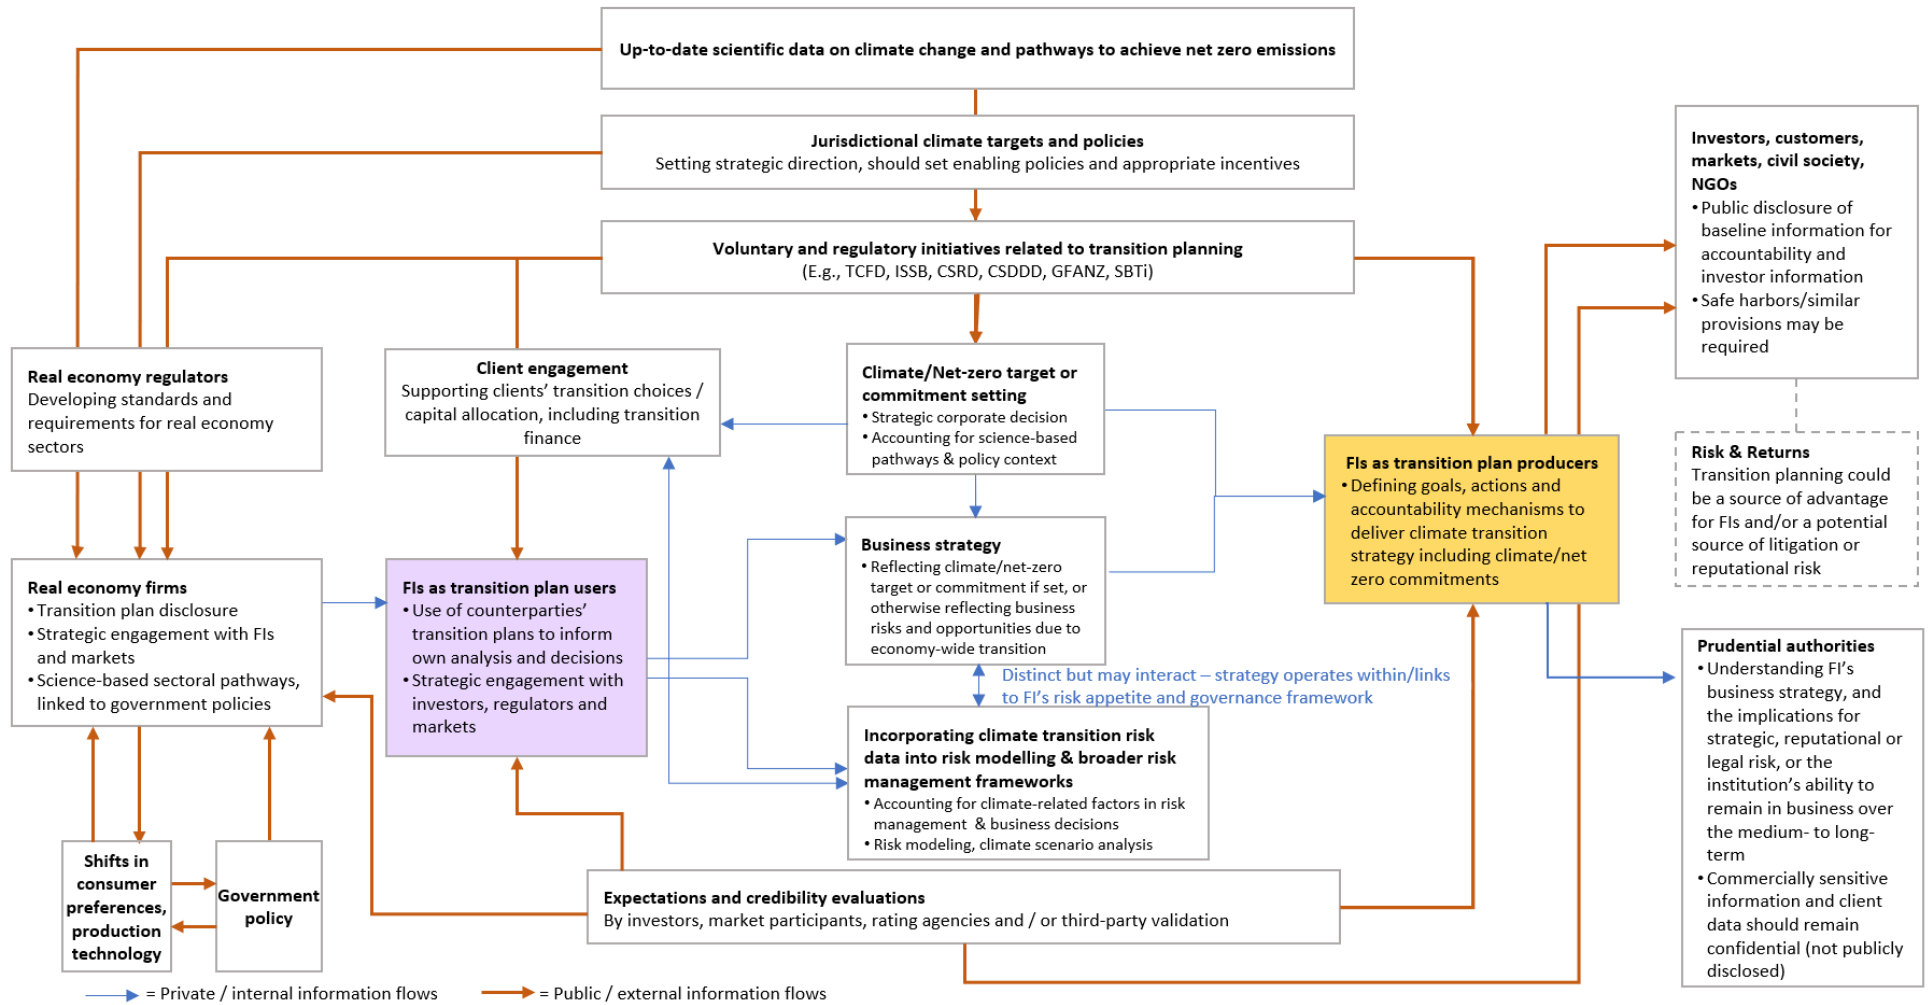 Up-to-date scientific data on climate change and pathways to achieve net zero emissions
Jurisdictional climate targets and policies
Setting strategic direction, should set enabling policies and appropriate incentives
Voluntary and regulatory initiatives related to transition planning
(E.g., TCFD, ISSB, CSRD, CSDDD, GFANZ, SBTi)
Investors, customers,
markets, civil society,
NGOs
• Public disclosure of
baseline information for
accountability and
investor information
• Safe harbors/similar
provisions may be
required
Real economy regulators
Developing standards and
requirements for real economy
sectors
Client engagement
Supporting clients' transition choices /
capital allocation, including transition
finance
Climate/Net-zero target or
commitment setting
• Strategic corporate decision
• Accounting for science-based
pathways & policy context
FIs as transition plan producers
• Defining goals, actions and
accountability mechanisms to
deliver climate transition
strategy including climate/net
zero commitments
Risk & Returns
Transition planning could
be a source of advantage
for FIs and/or a potential
source of litigation or
reputational risk
Real economy firms
• Transition plan disclosure
• Strategic engagement with FIs
and markets
• Science-based sectoral pathways,
linked to government policies
FIs as transition plan users
• Use of counterparties'
transition plans to inform
own analysis and decisions
• Strategic engagement with
investors, regulators and
markets
Business strategy
• Reflecting climate/net-zero
target or commitment if set, or
otherwise reflecting business
risks and opportunities due to
economy-wide transition
Distinct but may interact – strategy operates within/links
to FI's risk appetite and governance framework
Incorporating climate transition risk
data into risk modelling & broader risk
management frameworks
• Accounting for climate-related factors in risk
management & business decisions
• Risk modeling, climate scenario analysis
Prudential authorities
• Understanding FI's
business strategy, and
the implications for
strategic, reputational or
legal risk, or the
institution's ability to
remain in business over
the medium- to long-
term
• Commercially sensitive
information and client
data should remain
confidential (not publicly
disclosed)
Shifts in
consumer
preferences,
production
technology
Government
policy
Expectations and credibility evaluations
By investors, market participants, rating agencies and / or third-party validation
= Private / internal information flows
= Public / external information flows